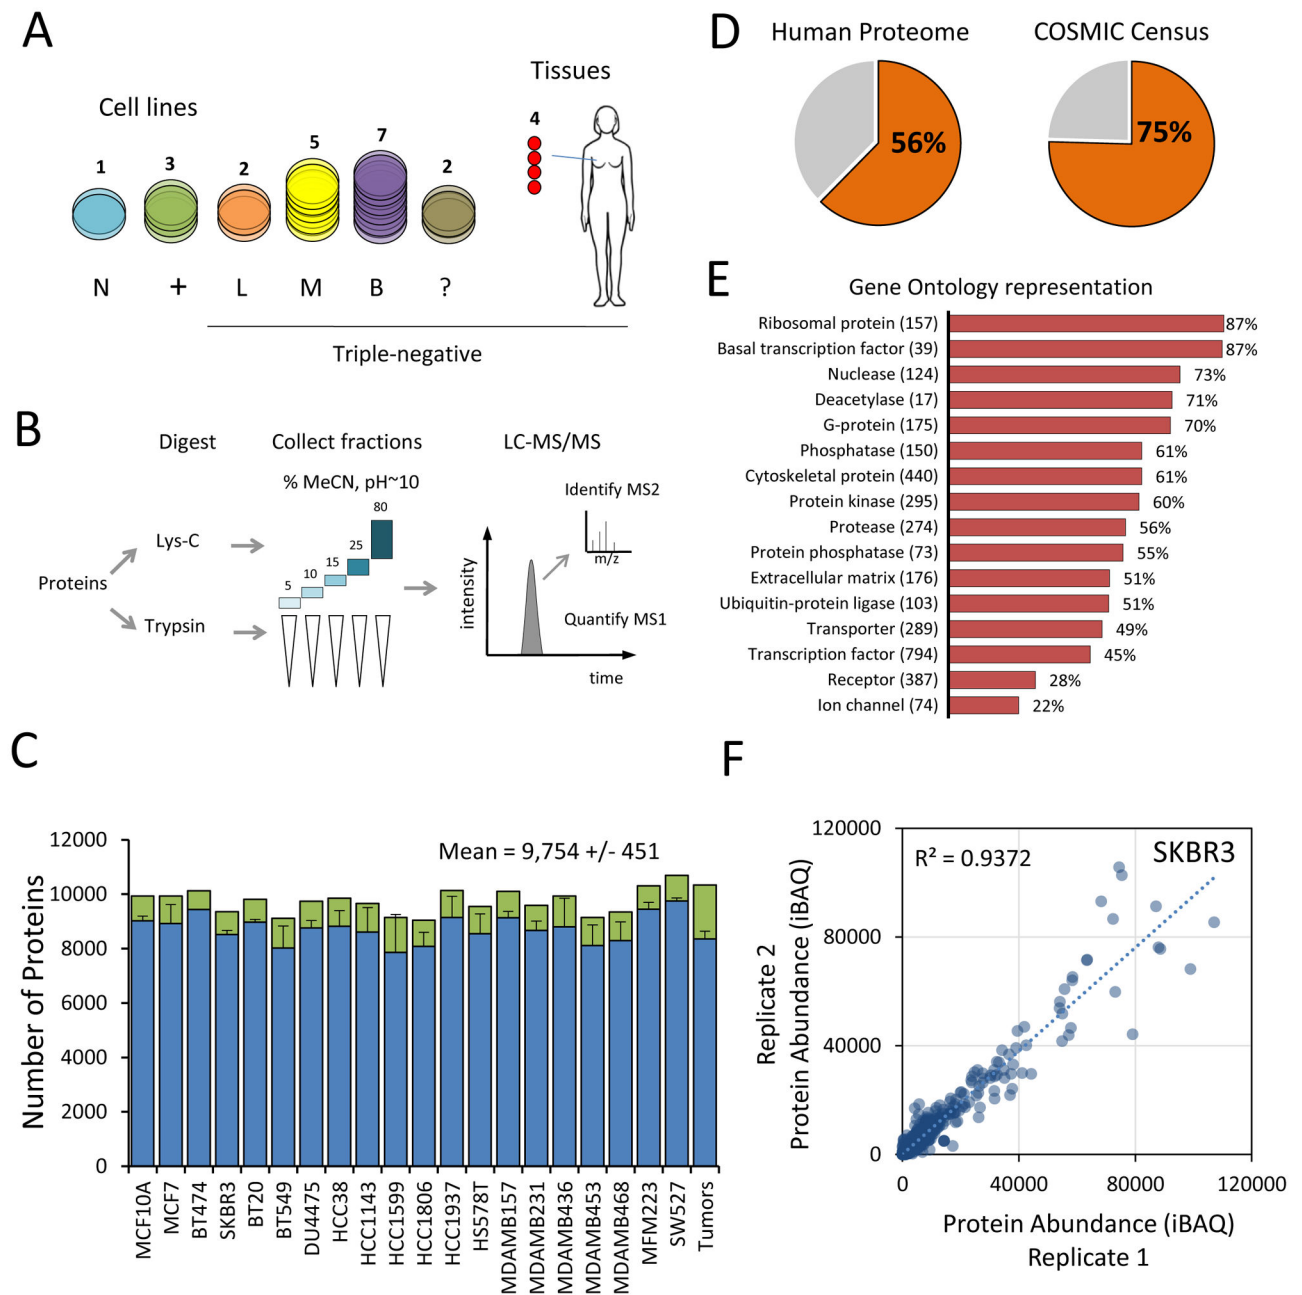 A
Cell lines
Tissues
1 3 2 5 7 2 4
N + L M B ?
Triple-negative
B
Digest Collect fractions LC-MS/MS
% MeCN, pH~10
Proteins
Lys-C
Trypsin
5 10 15 25 80
intensity
time
Identify MS2
m/z
Quantify MS1
C
Number of Proteins
12000
10000
8000
6000
4000
2000
0
Mean = 9,754 +/- 451
MCF10A
MCF7
BT474
SKBR3
BT20
BT549
DU4475
HCC38
HCC1143
HCC1599
HCC1806
HCC1937
HS578T
MDAMB157
MDAMB231
MDAMB436
MDAMB453
MDAMB468
MFM223
SW527
Tumors
D
Human Proteome COSMIC Census
56% 75%
E
Gene Ontology representation
Ribosomal protein (157) 87%
Basal transcription factor (39) 87%
Nuclease (124) 73%
Deacetylase (17) 71%
G-protein (175) 70%
Phosphatase (150) 61%
Cytoskeletal protein (440) 61%
Protein kinase (295) 60%
Protease (274) 56%
Protein phosphatase (73) 55%
Extracellular matrix (176) 51%
Ubiquitin-protein ligase (103) 51%
Transporter (289) 49%
Transcription factor (794) 45%
Receptor (387) 28%
Ion channel (74) 22%
F
Replicate 2
Protein Abundance (iBAQ)
120000
80000
40000
0
R² = 0.9372
SKBR3
0 40000 80000 120000
Protein Abundance (iBAQ)
Replicate 1